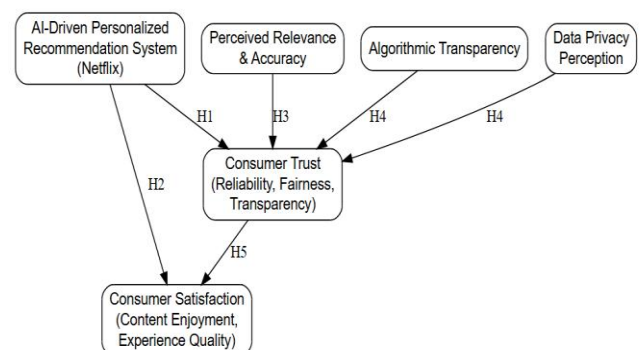 AI-Driven Personalized
Recommendation System
(Netflix)
Perceived Relevance
& Accuracy
Algorithmic Transparency
Data Privacy
Perception
H1
H3
H4
H4
Consumer Trust
(Reliability, Fairness,
Transparency)
H2
H5
Consumer Satisfaction
(Content Enjoyment,
Experience Quality)